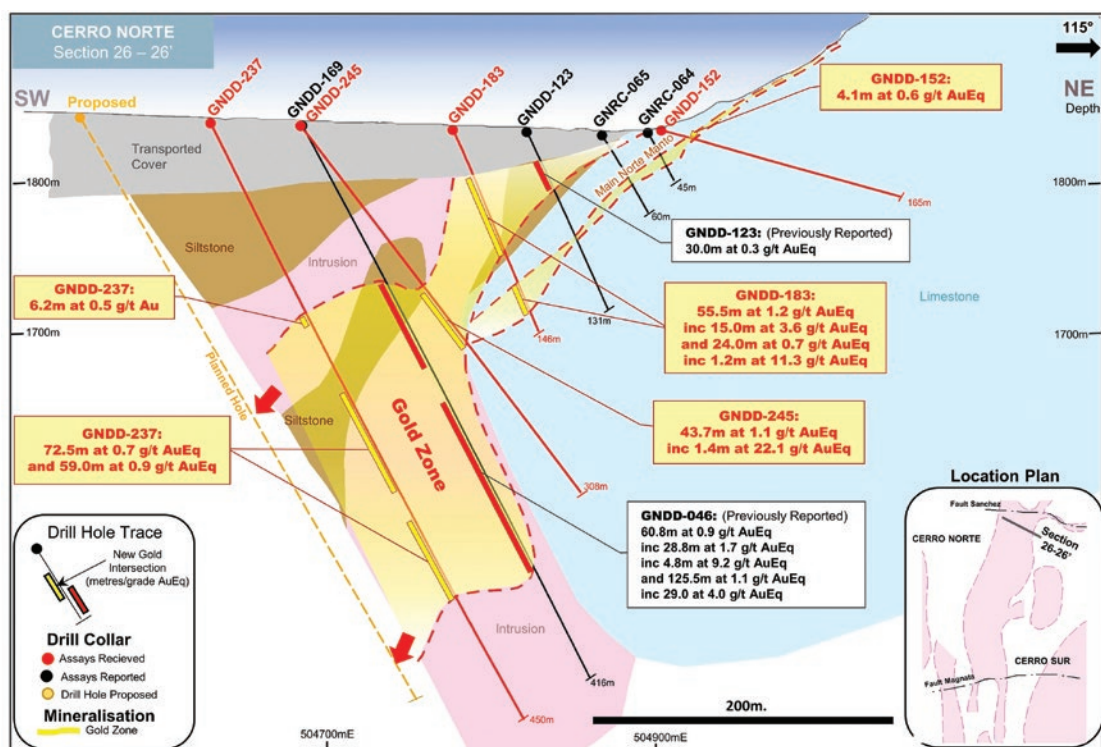 CERRO NORTE
Section 26 – 26'
115°
SW
NE
Depth
Proposed
GNDD-237
GNDD-169
GNDD-245
GNDD-183
GNDD-123
GNRC-065
GNRC-064
GNDD-152
GNDD-152:
4.1m at 0.6 g/t AuEq
Transported
Cover
Main Norte Manto
1800m
1800m
45m
60m
165m
GNDD-123: (Previously Reported)
30.0m at 0.3 g/t AuEq
Siltstone
Intrusion
Limestone
GNDD-237:
6.2m at 0.5 g/t Au
GNDD-183:
55.5m at 1.2 g/t AuEq
inc 15.0m at 3.6 g/t AuEq
and 24.0m at 0.7 g/t AuEq
inc 1.2m at 11.3 g/t AuEq
131m
146m
1700m
1700m
Planned Hole
Gold Zone
Siltstone
GNDD-237:
72.5m at 0.7 g/t AuEq
and 59.0m at 0.9 g/t AuEq
GNDD-245:
43.7m at 1.1 g/t AuEq
inc 1.4m at 22.1 g/t AuEq
308m
GNDD-046: (Previously Reported)
60.8m at 0.9 g/t AuEq
inc 28.8m at 1.7 g/t AuEq
inc 4.8m at 9.2 g/t AuEq
and 125.5m at 1.1 g/t AuEq
inc 29.0 at 4.0 g/t AuEq
Intrusion
416m
450m
Drill Hole Trace
New Gold
Intersection
(metres/grade AuEq)
Drill Collar
Assays Recieved
Assays Reported
Drill Hole Proposed
Mineralisation
Gold Zone
Location Plan
Fault Sanchez
CERRO NORTE
Section
26-26'
CERRO SUR
Fault Magnata
200m.
504700mE
504900mE